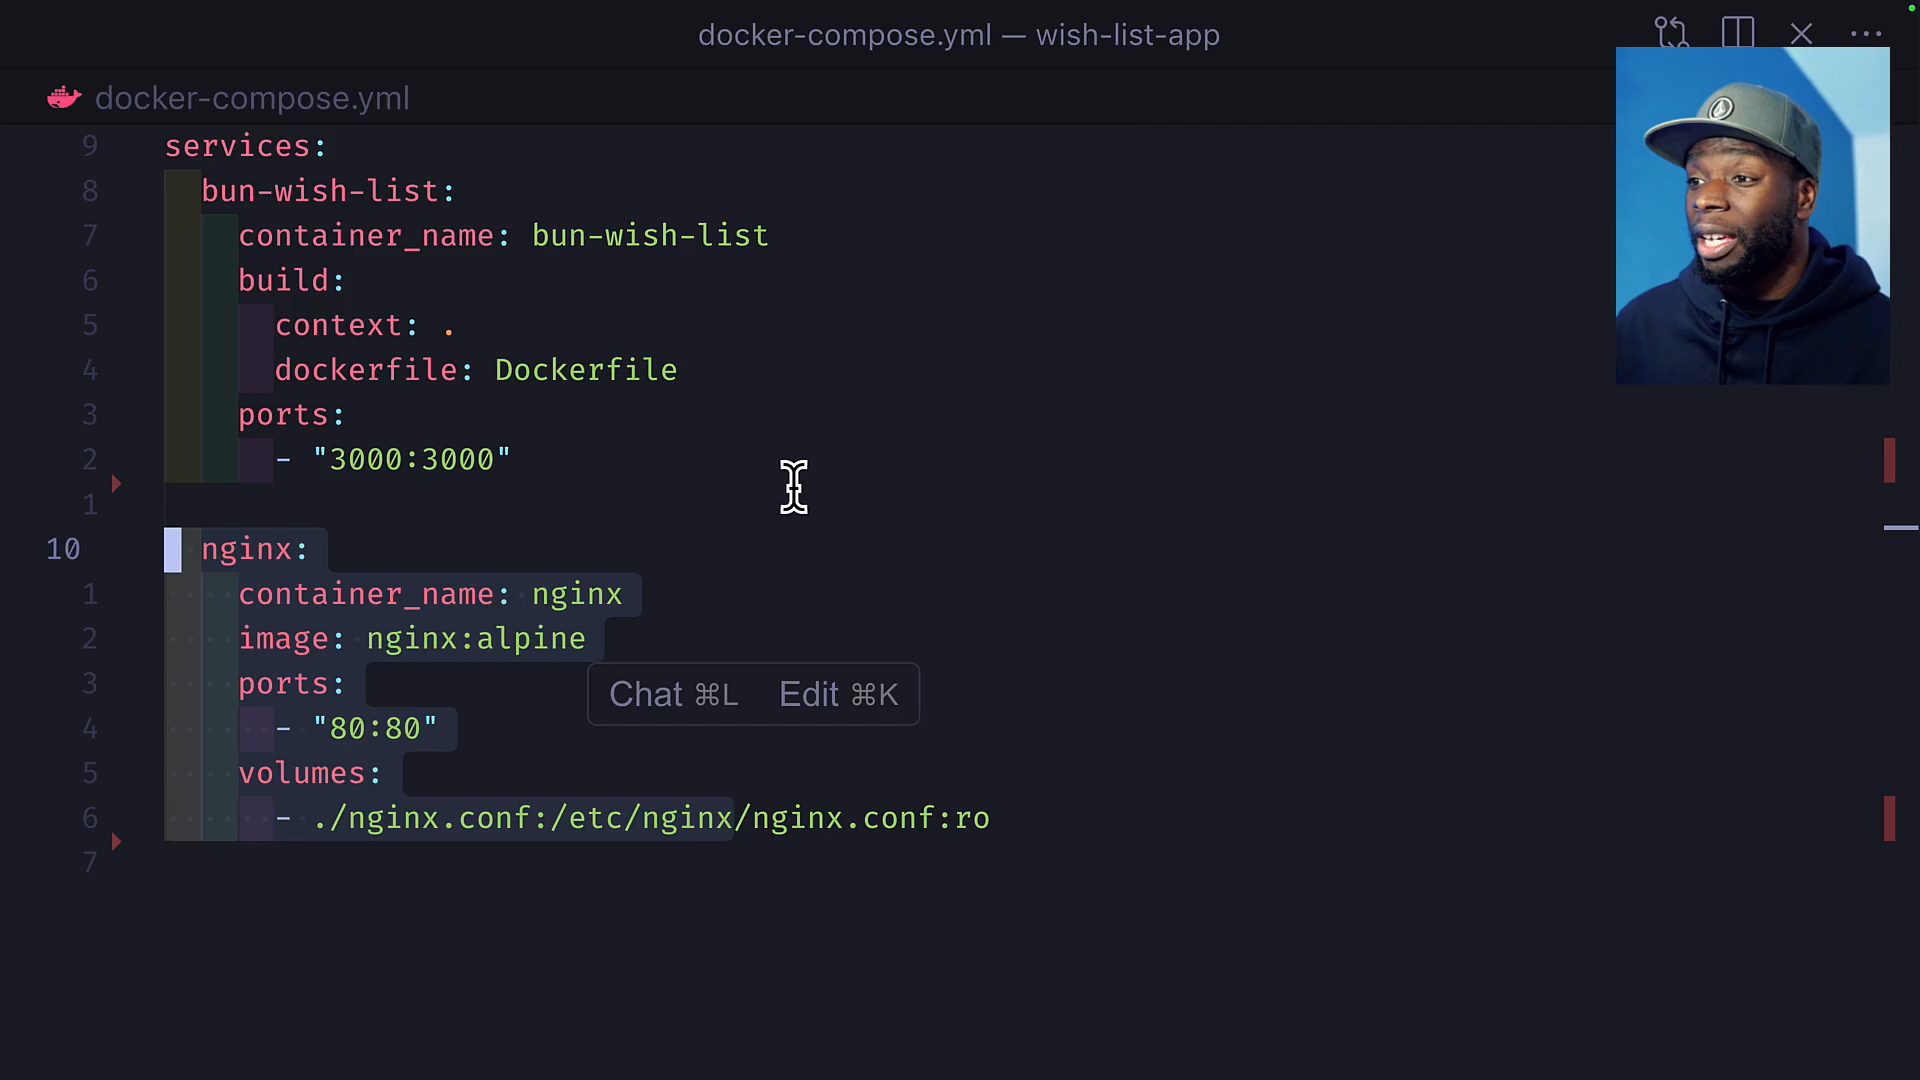 docker-compose.yml — wish-list-app
docker-compose.yml
9 services:
8 bun-wish-list:
7 container_name: bun-wish-list
6 build:
5 context: .
4 dockerfile: Dockerfile
3 ports:
2 - "3000:3000"
1
10 nginx:
1 container_name: nginx
2 image: nginx:alpine
3 ports:
Chat ⌘L Edit ⌘K
4 - "80:80"
5 volumes:
6 - ./nginx.conf:/etc/nginx/nginx.conf:ro
7